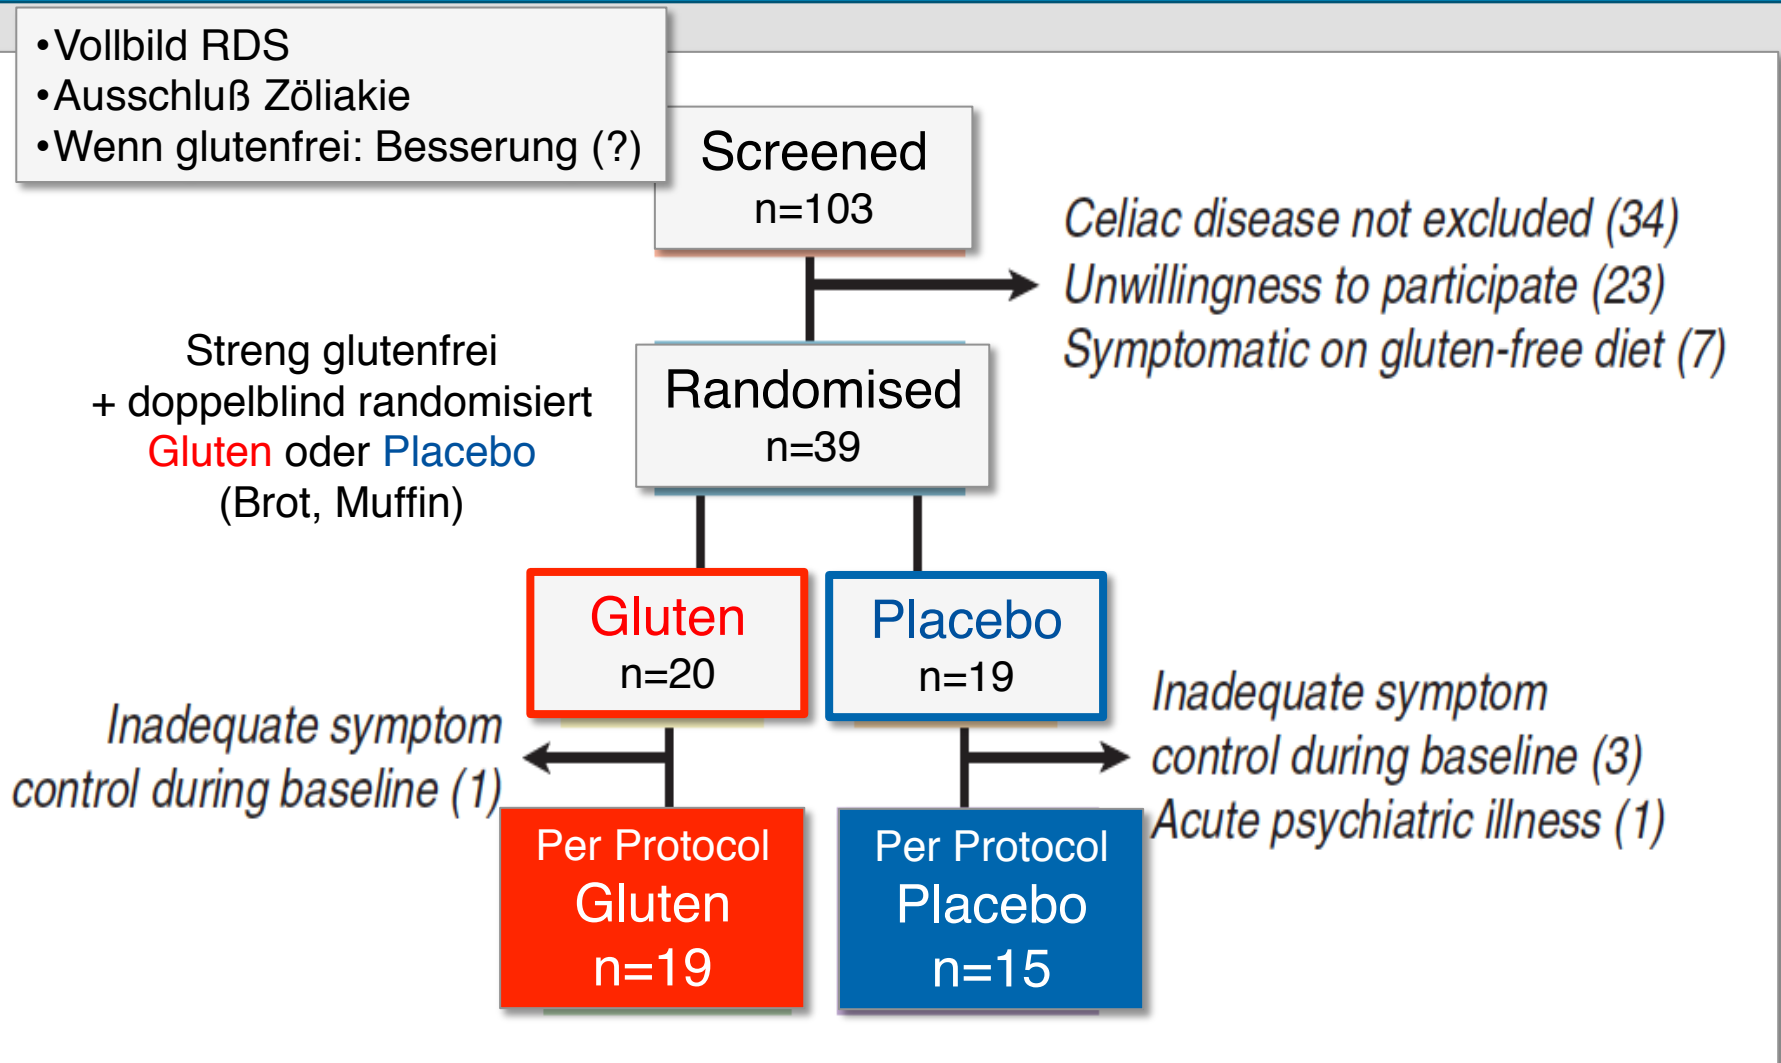 •Vollbild RDS
•Ausschluß Zöliakie
•Wenn glutenfrei: Besserung (?)
Screened
n=103
Celiac disease not excluded (34)
Unwillingness to participate (23)
Symptomatic on gluten-free diet (7)
Streng glutenfrei
+ doppelblind randomisiert
Gluten oder Placebo
(Brot, Muffin)
Randomised
n=39
Gluten
n=20
Placebo
n=19
Inadequate symptom
control during baseline (1)
Inadequate symptom
control during baseline (3)
Acute psychiatric illness (1)
Per Protocol
Gluten
n=19
Per Protocol
Placebo
n=15